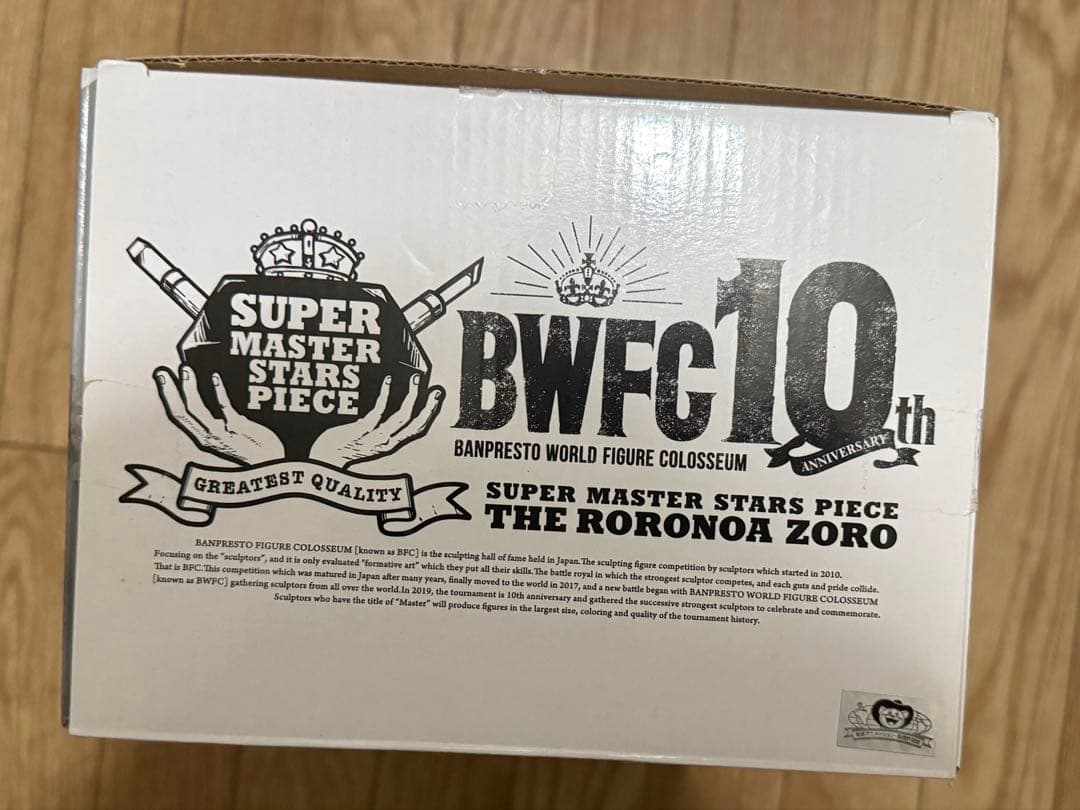 SUPER
MASTER
STARS
PIECE
GREATEST QUALITY
BWFC10th
ANNIVERSARY
BANPRESTO WORLD FIGURE COLOSSEUM
SUPER MASTER STARS PIECE
THE RORONOA ZORO
BANPRESTO FIGURE COLOSSEUM [known as BFC] is the sculpting hall of fame held in Japan.The sculpting figure competition by sculptors which started in 2010.
Focusing on the "sculptors", and it is only evaluated "formative art" which they put all their skills.The battle royal in which the strongest sculptor competes, and each guts and pride collide.
That is BFC.This competition which was matured in Japan after many years, finally moved to the world in 2017, and a new battle began with BANPRESTO WORLD FIGURE COLOSSEUM
[known as BWFC] gathering sculptors from all over the world.In 2019, the tournament is 10th anniversary and gathered the successive strongest sculptors to celebrate and commemorate.
Sculptors who have the title of "Master" will produce figures in the largest size, coloring and quality of the tournament history.